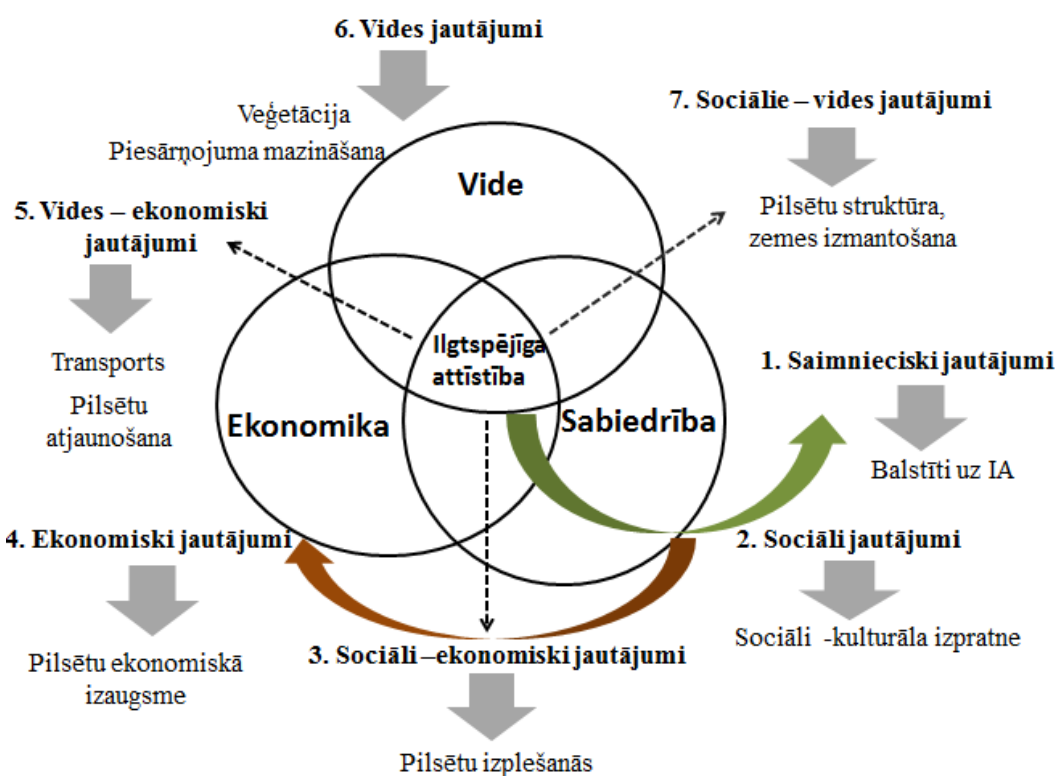 6. Vides jautājumi
Veģetācija
Piesārņojuma mazināšana
7. Sociālie – vides jautājumi
Pilsētu struktūra,
zemes izmantošana
Vide
5. Vides – ekonomiski
jautājumi
Transports
Pilsētu
atjaunošana
Ilgtspējīga
attīstība
Ekonomika
Sabiedrība
1. Saimnieciski jautājumi
Balstīti uz IA
4. Ekonomiski jautājumi
Pilsētu ekonomiskā
izaugsme
2. Sociāli jautājumi
Sociāli -kulturāla izpratne
3. Sociāli –ekonomiski jautājumi
Pilsētu izplešanās